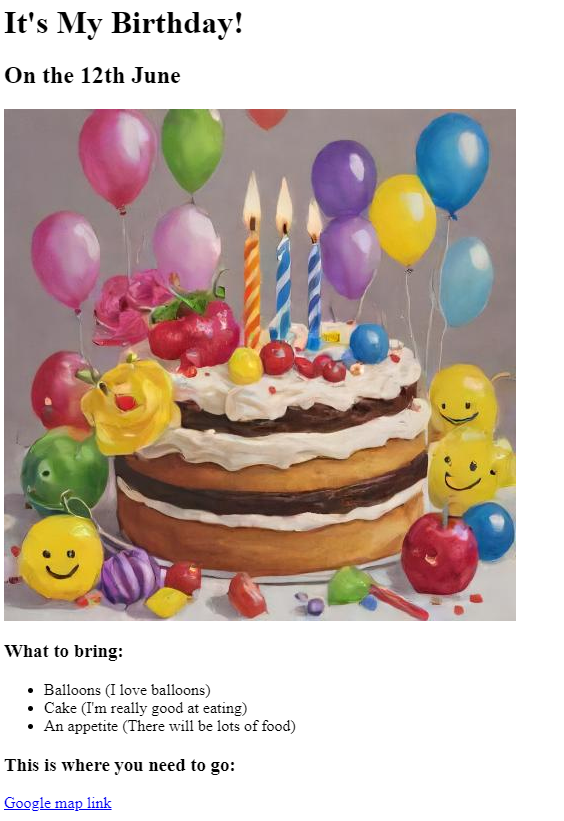 It's My Birthday!
On the 12th June
What to bring:
Balloons (I love balloons)
Cake (I'm really good at eating)
An appetite (There will be lots of food)
This is where you need to go:
Google map link